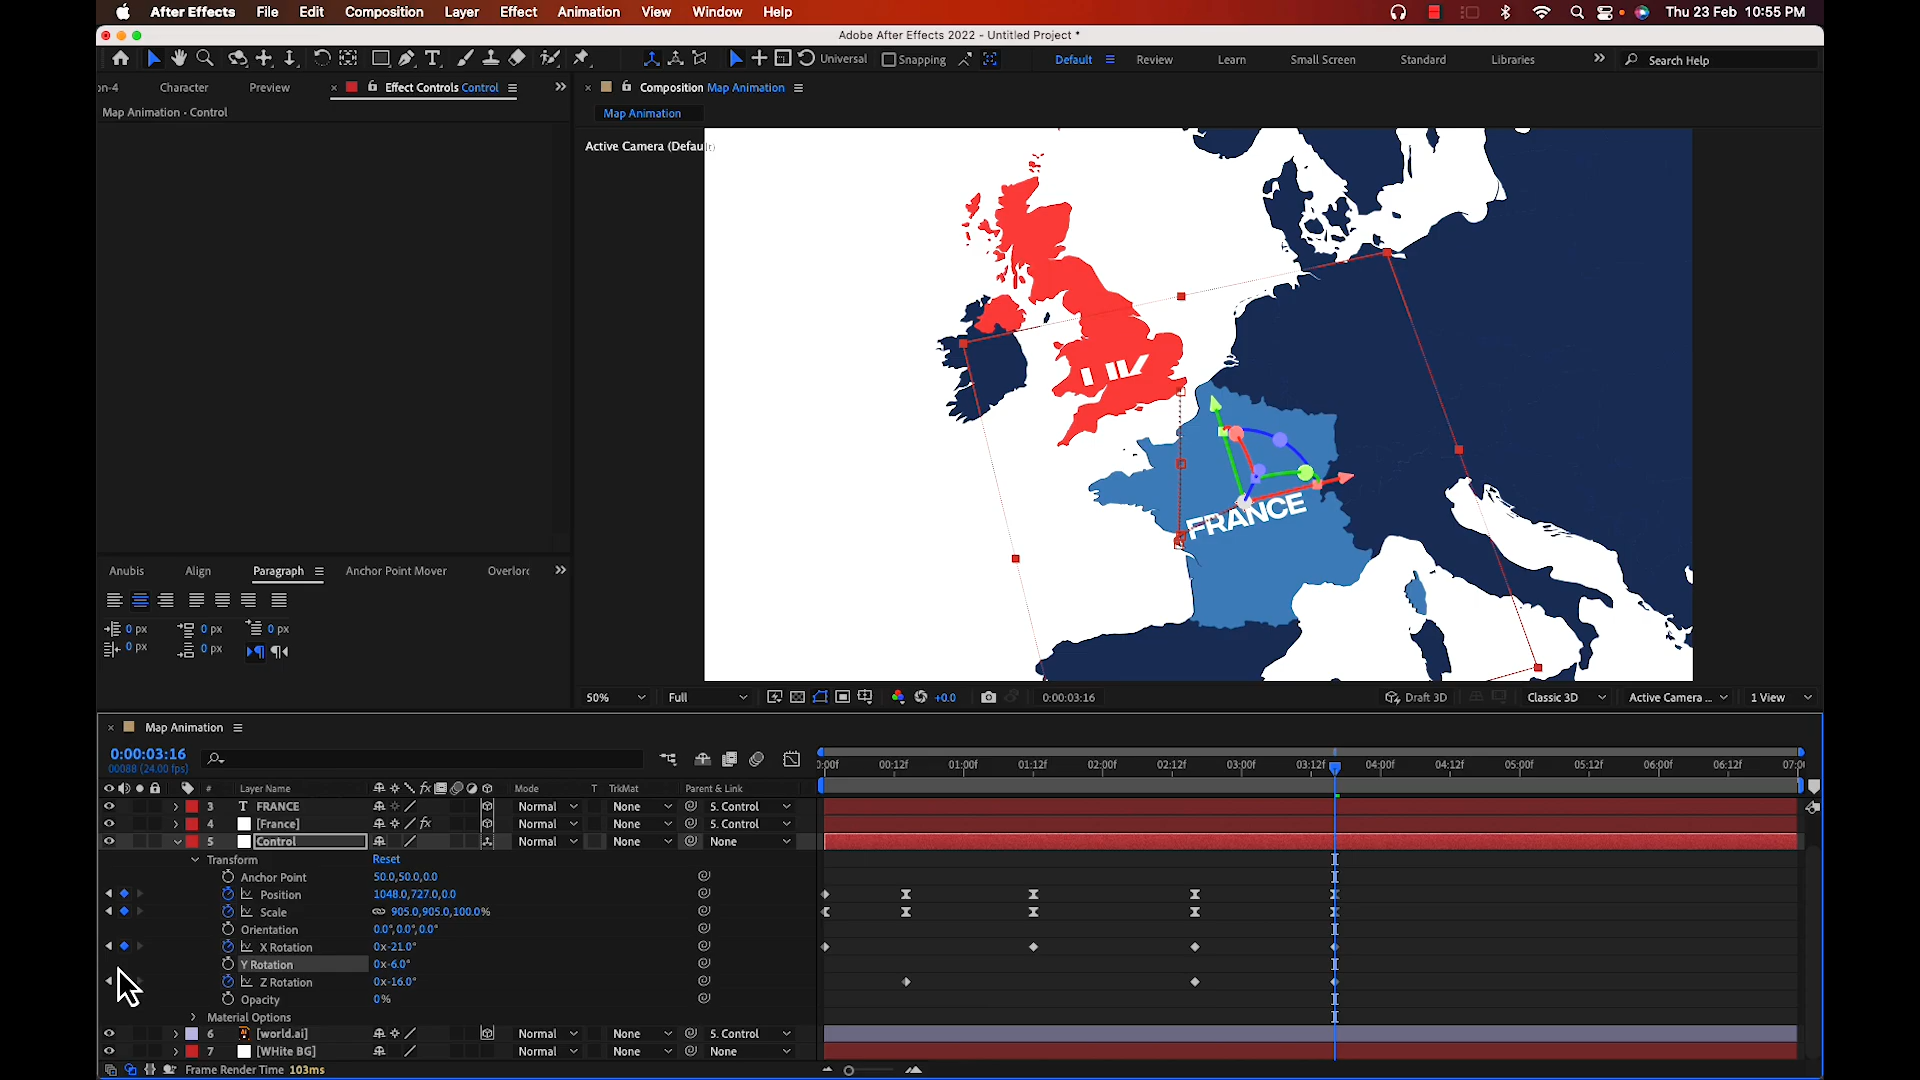 After Effects File Edit Composition Layer Effect Animation View Window Help Thu 23 Feb 10:55 PM
Adobe After Effects 2022 - Untitled Project *
Universal Snapping Default Review Learn Small Screen Standard Libraries Search Help
on-4 Character Preview Effect Controls Control Composition Map Animation
Map Animation · Control
Map Animation
Active Camera (Default)
UK
FRANCE
Anubis Align Paragraph Anchor Point Mover Overlord
0 px 0 px 0 px
0 px 0 px
50% Full +0.0 0:00:03:16 Draft 3D Classic 3D Active Camera ... 1 View
Map Animation
0:00:03:16
00088 (24.00 fps)
:00f 00:12f 01:00f 01:12f 02:00f 02:12f 03:00f 03:12f 04:00f 04:12f 05:00f 05:12f 06:00f 06:12f 07:00
# Layer Name fx Mode T TrkMat Parent & Link
3 T FRANCE Normal None 5. Control
4 [France] fx Normal None 5. Control
5 Control Normal None None
Transform Reset
Anchor Point 50.0,50.0,0.0
Position 1048.0,727.0,0.0
Scale 905.0,905.0,100.0%
Orientation 0.0°,0.0°,0.0°
X Rotation 0x-21.0°
Y Rotation 0x-6.0°
Z Rotation 0x-16.0°
Opacity 0%
Material Options
6 Ai [world.ai] Normal None 5. Control
7 [WHite BG] Normal None None
Frame Render Time 103ms